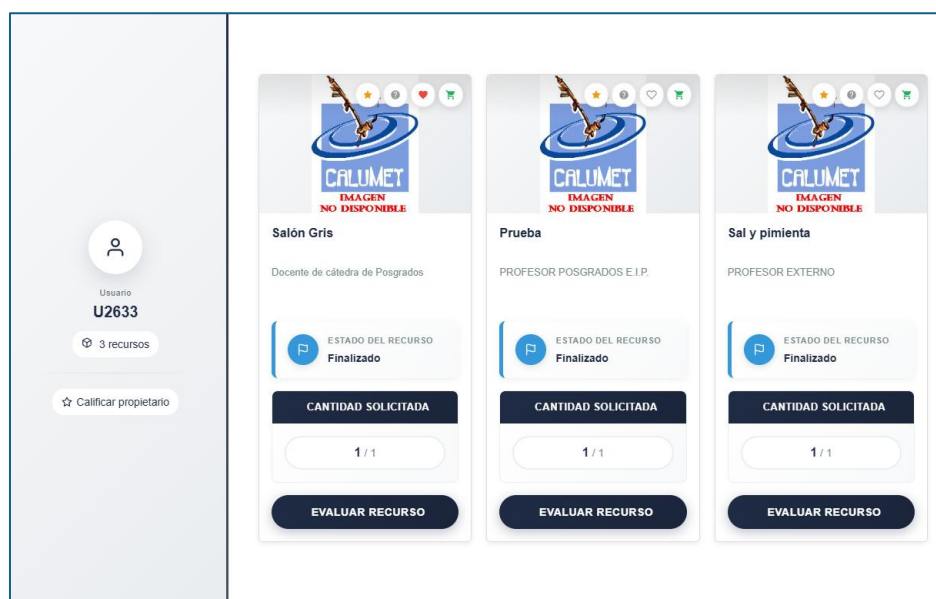 Usuario
U2633
3 recursos
Calificar propietario
CALUMET
IMAGEN
NO DISPONIBLE
Salón Gris
Docente de cátedra de Posgrados
ESTADO DEL RECURSO
Finalizado
CANTIDAD SOLICITADA
1 / 1
EVALUAR RECURSO
CALUMET
IMAGEN
NO DISPONIBLE
Prueba
PROFESOR POSGRADOS E.I.P.
ESTADO DEL RECURSO
Finalizado
CANTIDAD SOLICITADA
1 / 1
EVALUAR RECURSO
CALUMET
IMAGEN
NO DISPONIBLE
Sal y pimienta
PROFESOR EXTERNO
ESTADO DEL RECURSO
Finalizado
CANTIDAD SOLICITADA
1 / 1
EVALUAR RECURSO